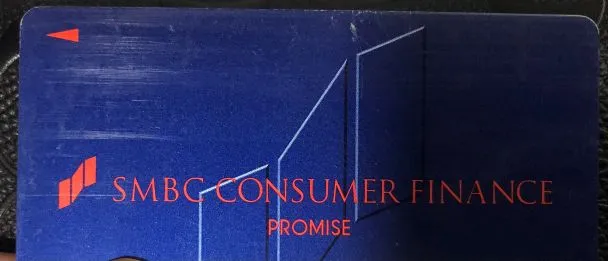 SMBC CONSUMER FINANCE
PROMISE